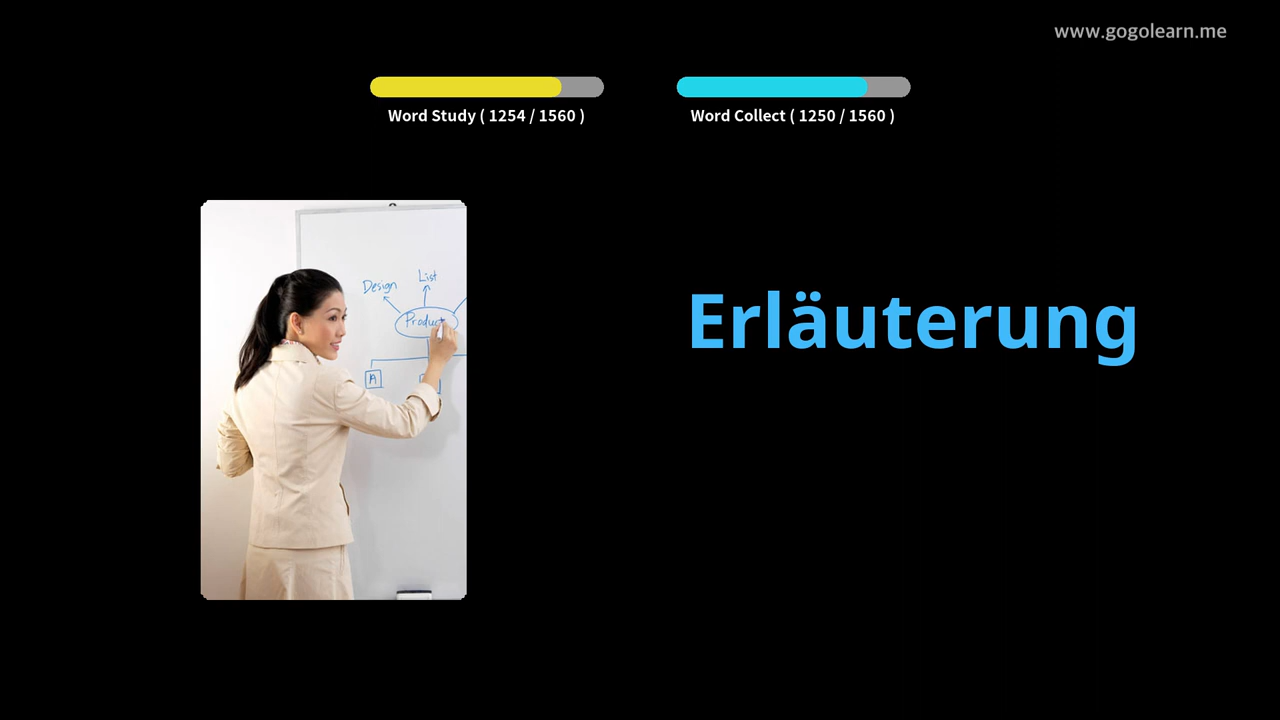 www.gogolearn.me
Word Study ( 1254 / 1560 )
Word Collect ( 1250 / 1560 )
Design
List
Product
A
Erläuterung